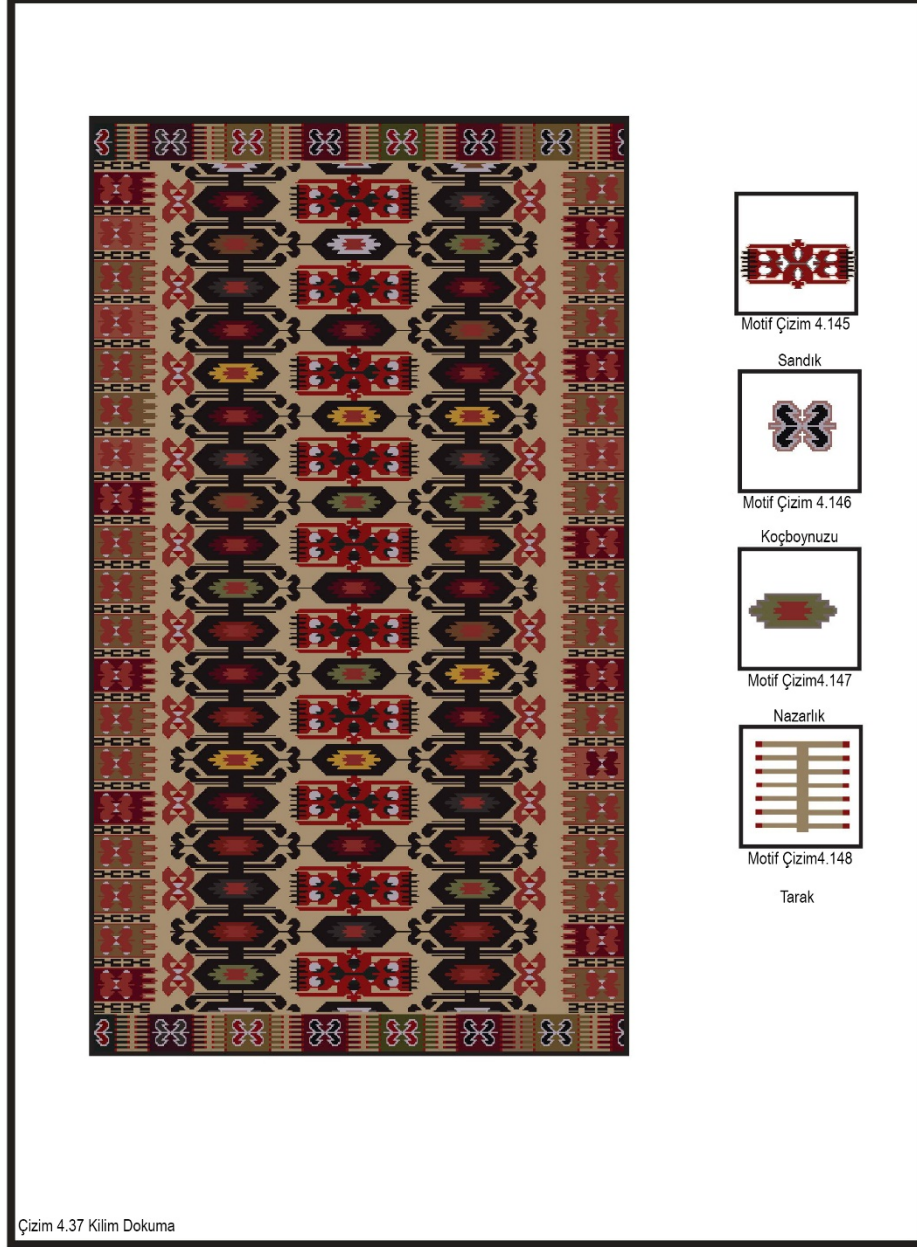 Motif Çizim 4.145
Sandık
Motif Çizim 4.146
Koçboynuzu
Motif Çizim4.147
Nazarlık
Motif Çizim4.148
Tarak
Çizim 4.37 Kilim Dokuma